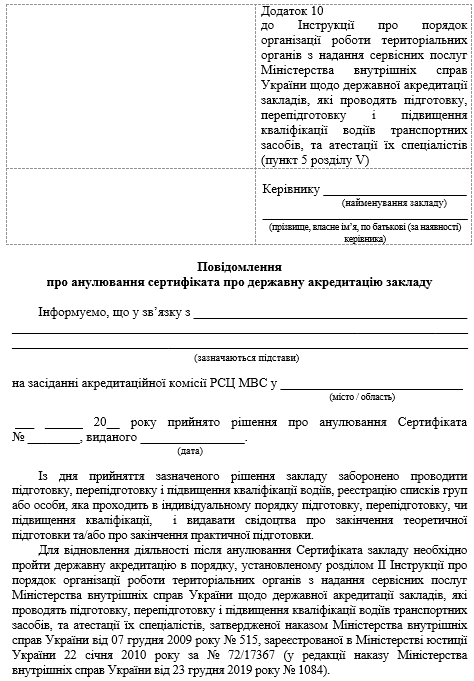 Додаток 10
до Інструкції про порядок
організації роботи територіальних
органів з надання сервісних послуг
Міністерства внутрішніх справ
України щодо державної акредитації
закладів, які проводять підготовку,
перепідготовку і підвищення
кваліфікації водіїв транспортних
засобів, та атестації їх спеціалістів
(пункт 5 розділу V)
Керівнику ______________________
(найменування закладу)
________________________________
(прізвище, власне ім’я, по батькові (за наявності)
керівника)
Повідомлення
про анулювання сертифіката про державну акредитацію закладу
Інформуємо, що у зв’язку з __________________________________________
______________________________________________________________________
______________________________________________________________________
(зазначаються підстави)
на засіданні акредитаційної комісії РСЦ МВС у ____________________________
(місто / область)
___ ______ 20__ року прийнято рішення про анулювання Сертифіката
№ ________, виданого ________________.
(дата)
Із дня прийняття зазначеного рішення закладу заборонено проводити
підготовку, перепідготовку і підвищення кваліфікації водіїв, реєстрацію списків груп
або особи, яка проходить в індивідуальному порядку підготовку, перепідготовку, чи
підвищення кваліфікації, і видавати свідоцтва про закінчення теоретичної
підготовки та/або про закінчення практичної підготовки.
Для відновлення діяльності після анулювання Сертифіката закладу необхідно
пройти державну акредитацію в порядку, установленому розділом II Інструкції про
порядок організації роботи територіальних органів з надання сервісних послуг
Міністерства внутрішніх справ України щодо державної акредитації закладів, які
проводять підготовку, перепідготовку і підвищення кваліфікації водіїв транспортних
засобів, та атестації їх спеціалістів, затвердженої наказом Міністерства внутрішніх
справ України від 07 грудня 2009 року № 515, зареєстрованої в Міністерстві юстиції
України 22 січня 2010 року за № 72/17367 (у редакції наказу Міністерства
внутрішніх справ України від 23 грудня 2019 року № 1084).